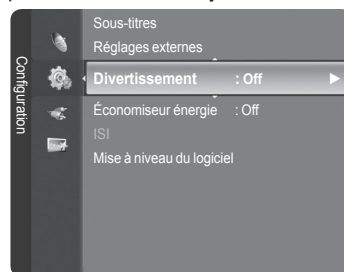 Configuration
Sous-titres
Réglages externes
Divertissement : Off
Économiseur énergie : Off
ISI
Mise à niveau du logiciel